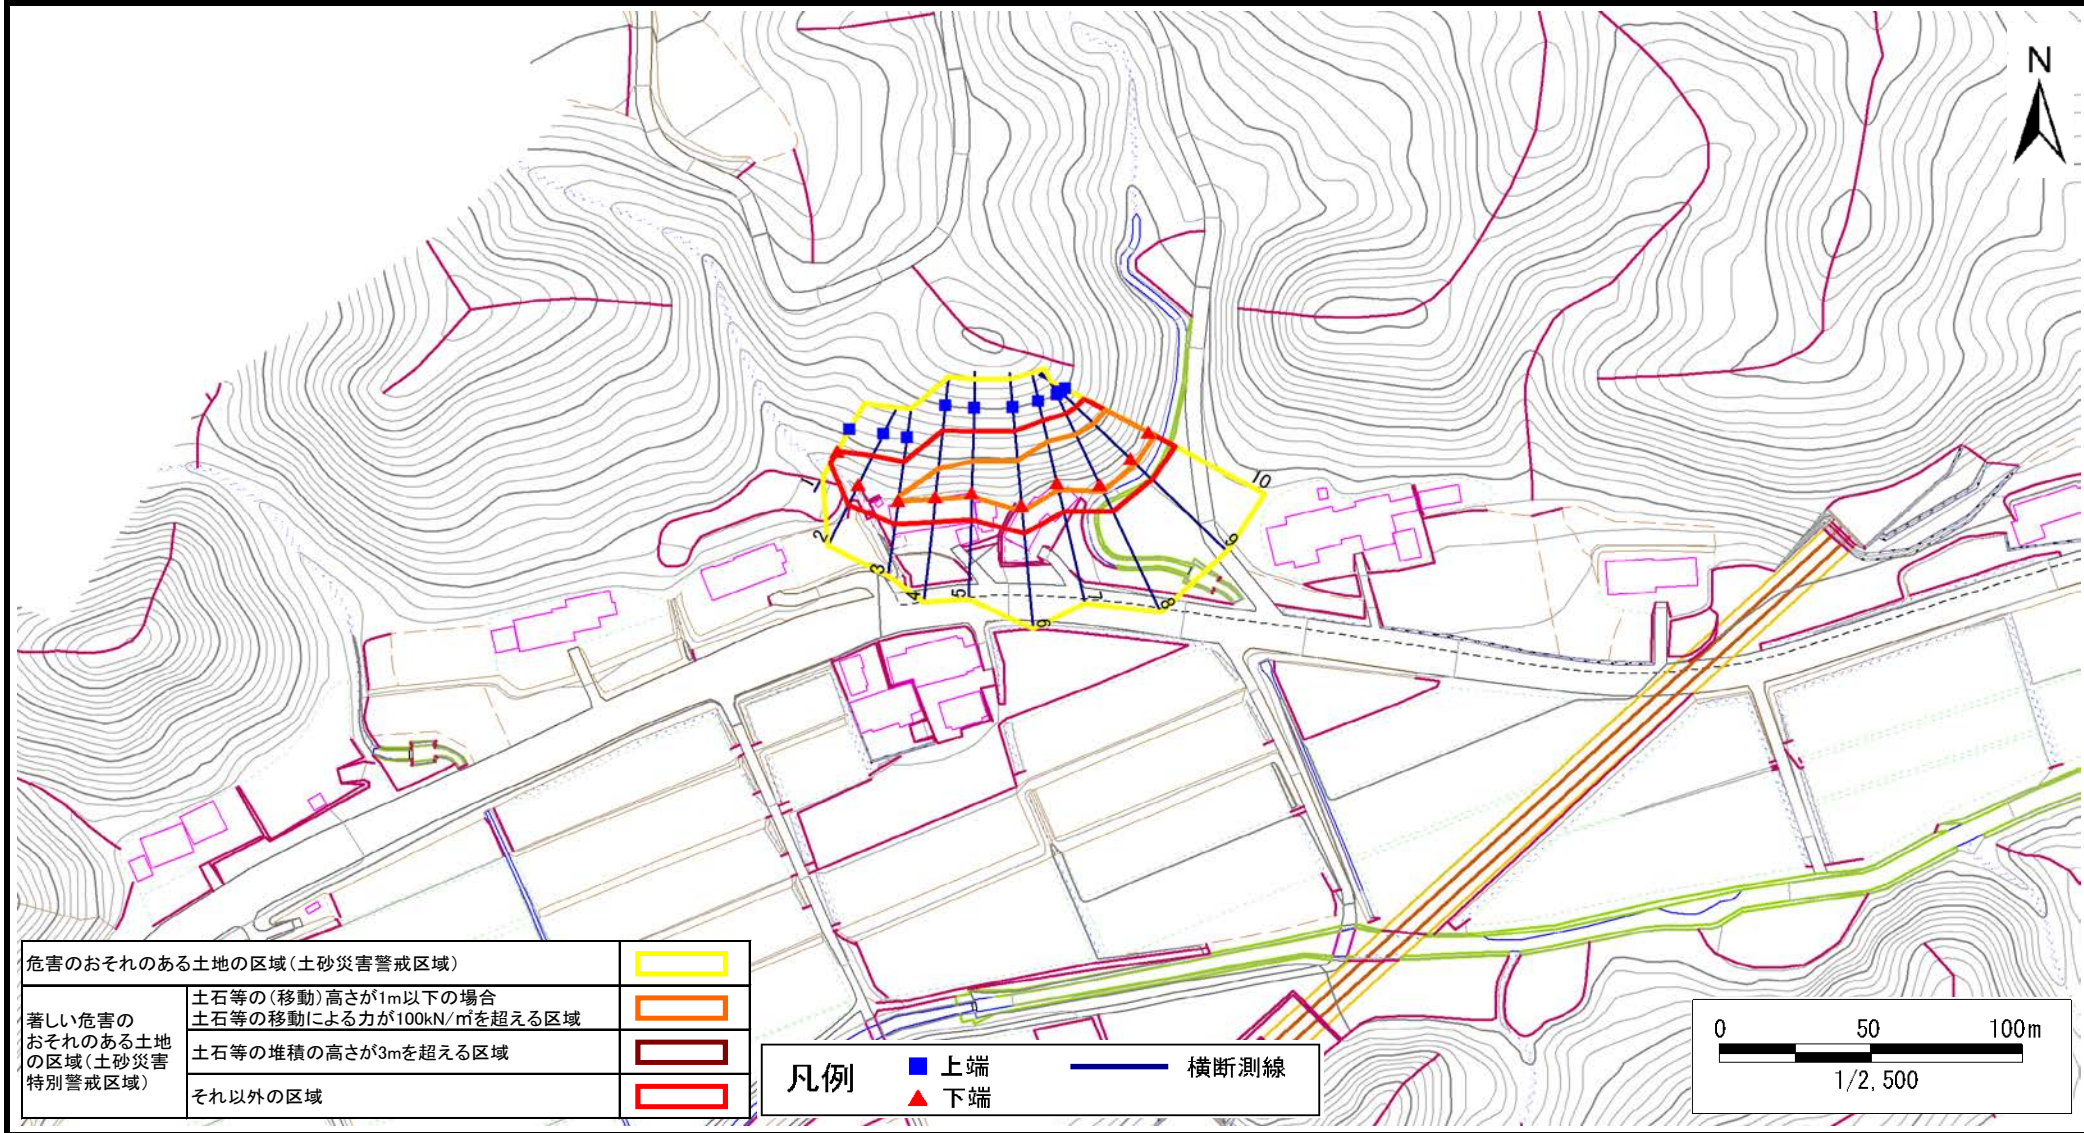 N
1
2
3
4
5
6
7
8
9
10
危害のおそれのある土地の区域(土砂災害警戒区域)
著しい危害の
おそれのある土地
の区域(土砂災害
特別警戒区域)
土石等の(移動)高さが1m以下の場合
土石等の移動による力が100kN/㎡を超える区域
土石等の堆積の高さが3mを超える区域
それ以外の区域
凡例
上端
下端
横断測線
0 50 100m
1/2,500